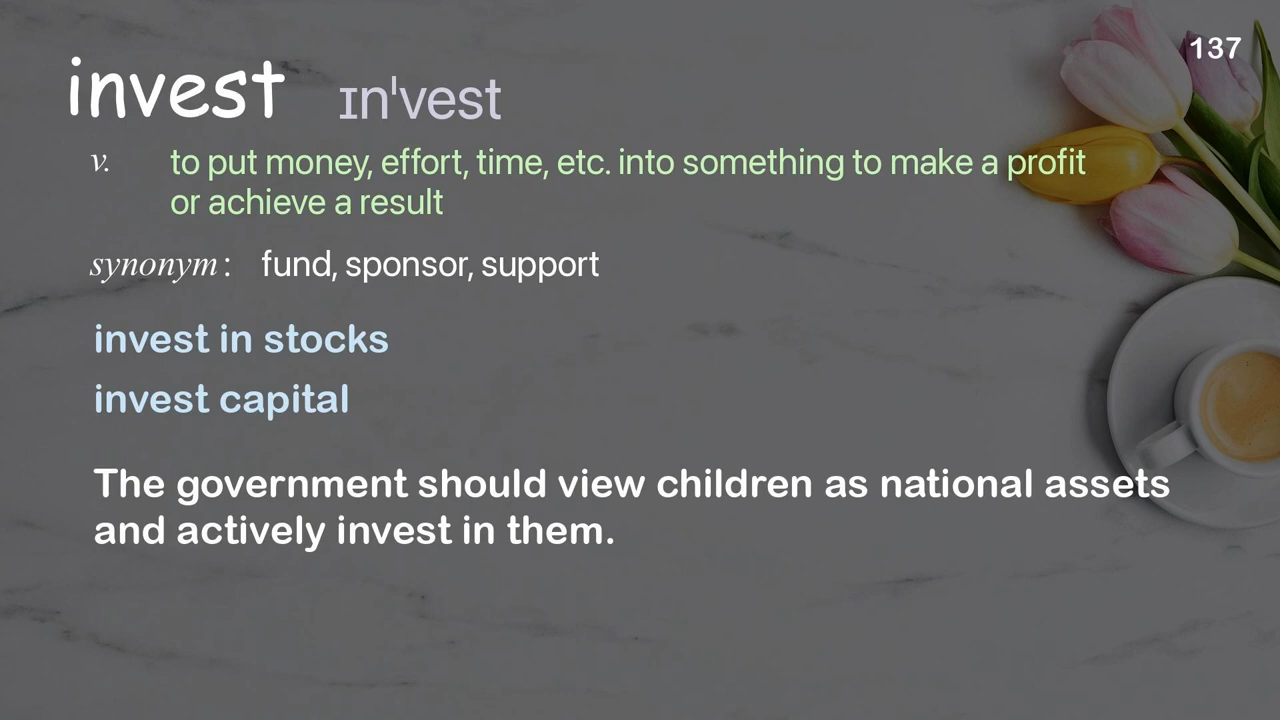 137
invest ɪn'vest
v. to put money, effort, time, etc. into something to make a profit
or achieve a result
synonym : fund, sponsor, support
invest in stocks
invest capital
The government should view children as national assets
and actively invest in them.